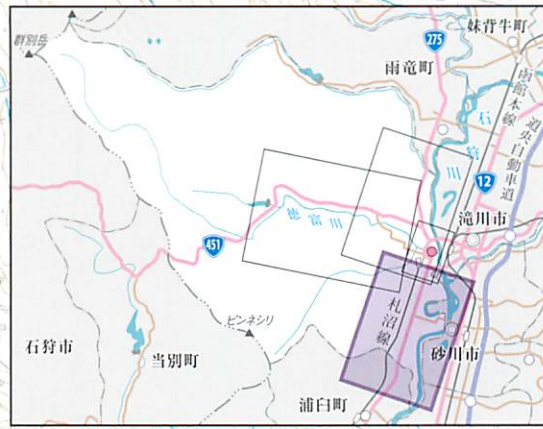 群別岳
275
妹背牛町
雨竜町
函館本線
道央自動車道
石狩川
12
滝川市
徳富川
451
札沼線
ピンネシリ
石狩市
当別町
砂川市
浦臼町